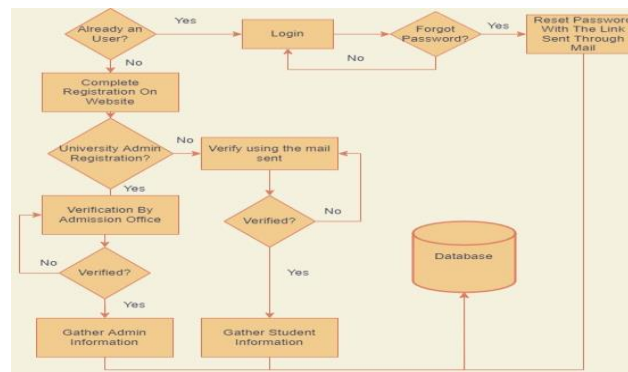 Already an
User?
Yes
Login
Forgot
Password?
Yes
Reset Password
With The Link
Sent Through
Mail
No
No
Complete
Registration On
Website
University Admin
Registration?
No
Verify using the mail
sent
Yes
Verification By
Admission Office
Verified?
No
No
Verified?
Yes
Database
Yes
Gather Admin
Information
Gather Student
Information